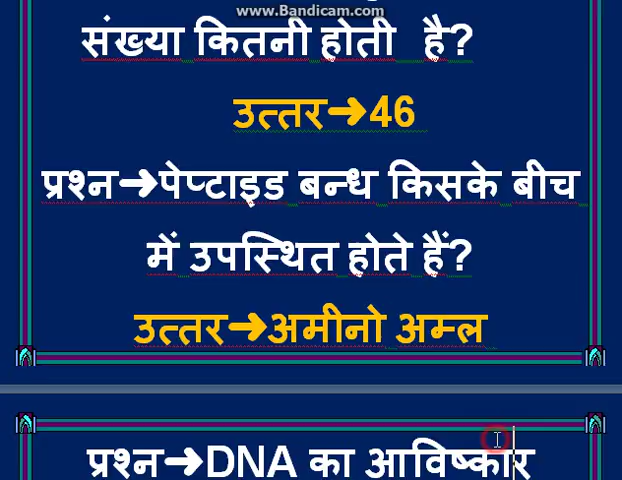 www.Bandicam.com
संख्या कितनी होती है?
उत्तर➔46
प्रश्न➔पेप्टाइड बन्ध किसके बीच
में उपस्थित होते हैं?
उत्तर➔अमीनो अम्ल
प्रश्न➔DNA का आविष्कार